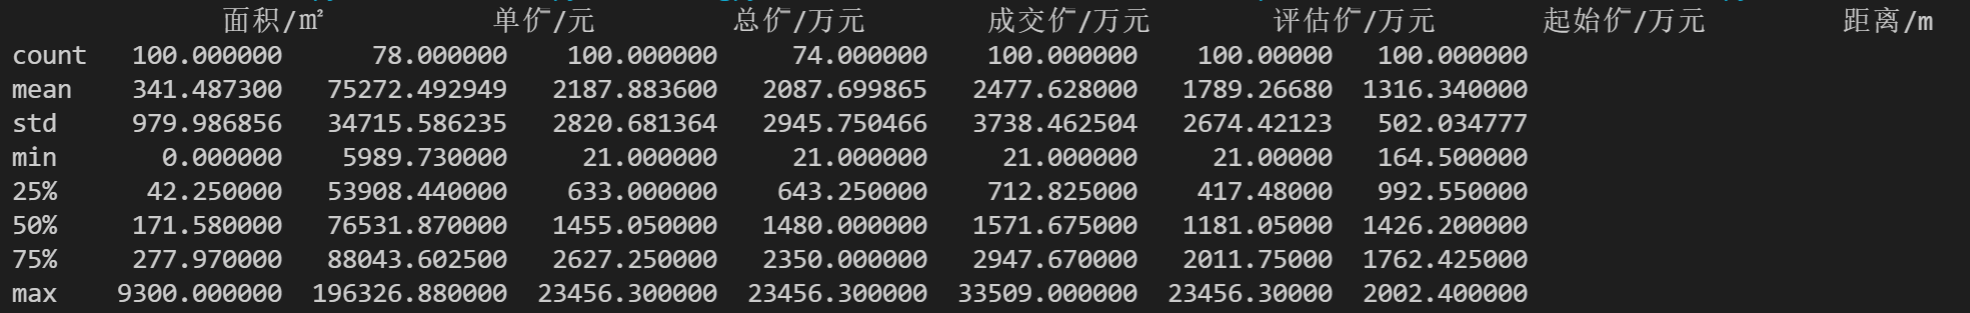 面积/㎡ 单价/元 总价/万元 成交价/万元 评估价/万元 起始价/万元 距离/m
count 100.000000 78.000000 100.000000 74.000000 100.000000 100.00000 100.000000
mean 341.487300 75272.492949 2187.883600 2087.699865 2477.628000 1789.26680 1316.340000
std 979.986856 34715.586235 2820.681364 2945.750466 3738.462504 2674.42123 502.034777
min 0.000000 5989.730000 21.000000 21.000000 21.000000 21.00000 164.500000
25% 42.250000 53908.440000 633.000000 643.250000 712.825000 417.48000 992.550000
50% 171.580000 76531.870000 1455.050000 1480.000000 1571.675000 1181.05000 1426.200000
75% 277.970000 88043.602500 2627.250000 2350.000000 2947.670000 2011.75000 1762.425000
max 9300.000000 196326.880000 23456.300000 23456.300000 33509.000000 23456.30000 2002.400000